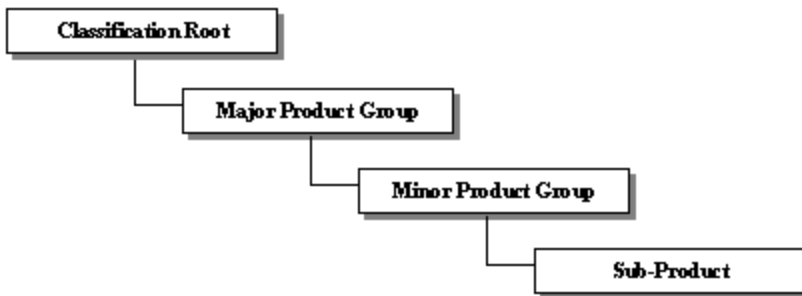 Classification Root
Major Product Group
Minor Product Group
Sub-Product